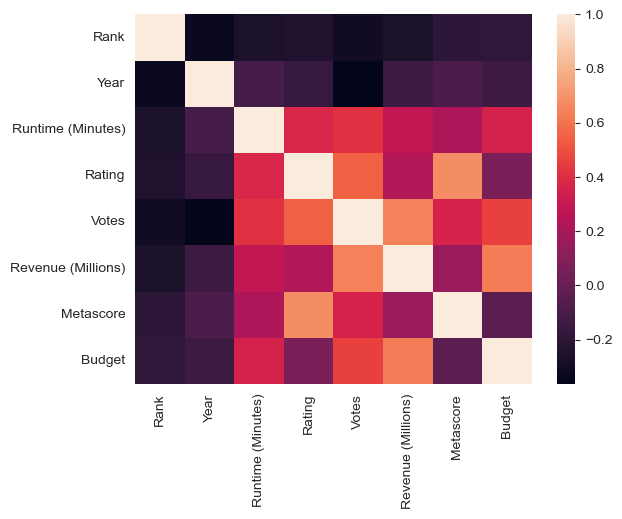 Rank
Year
Runtime (Minutes)
Rating
Votes
Revenue (Millions)
Metascore
Budget
Rank
Year
Runtime (Minutes)
Rating
Votes
Revenue (Millions)
Metascore
Budget
1.0
0.8
0.6
0.4
0.2
0.0
−0.2